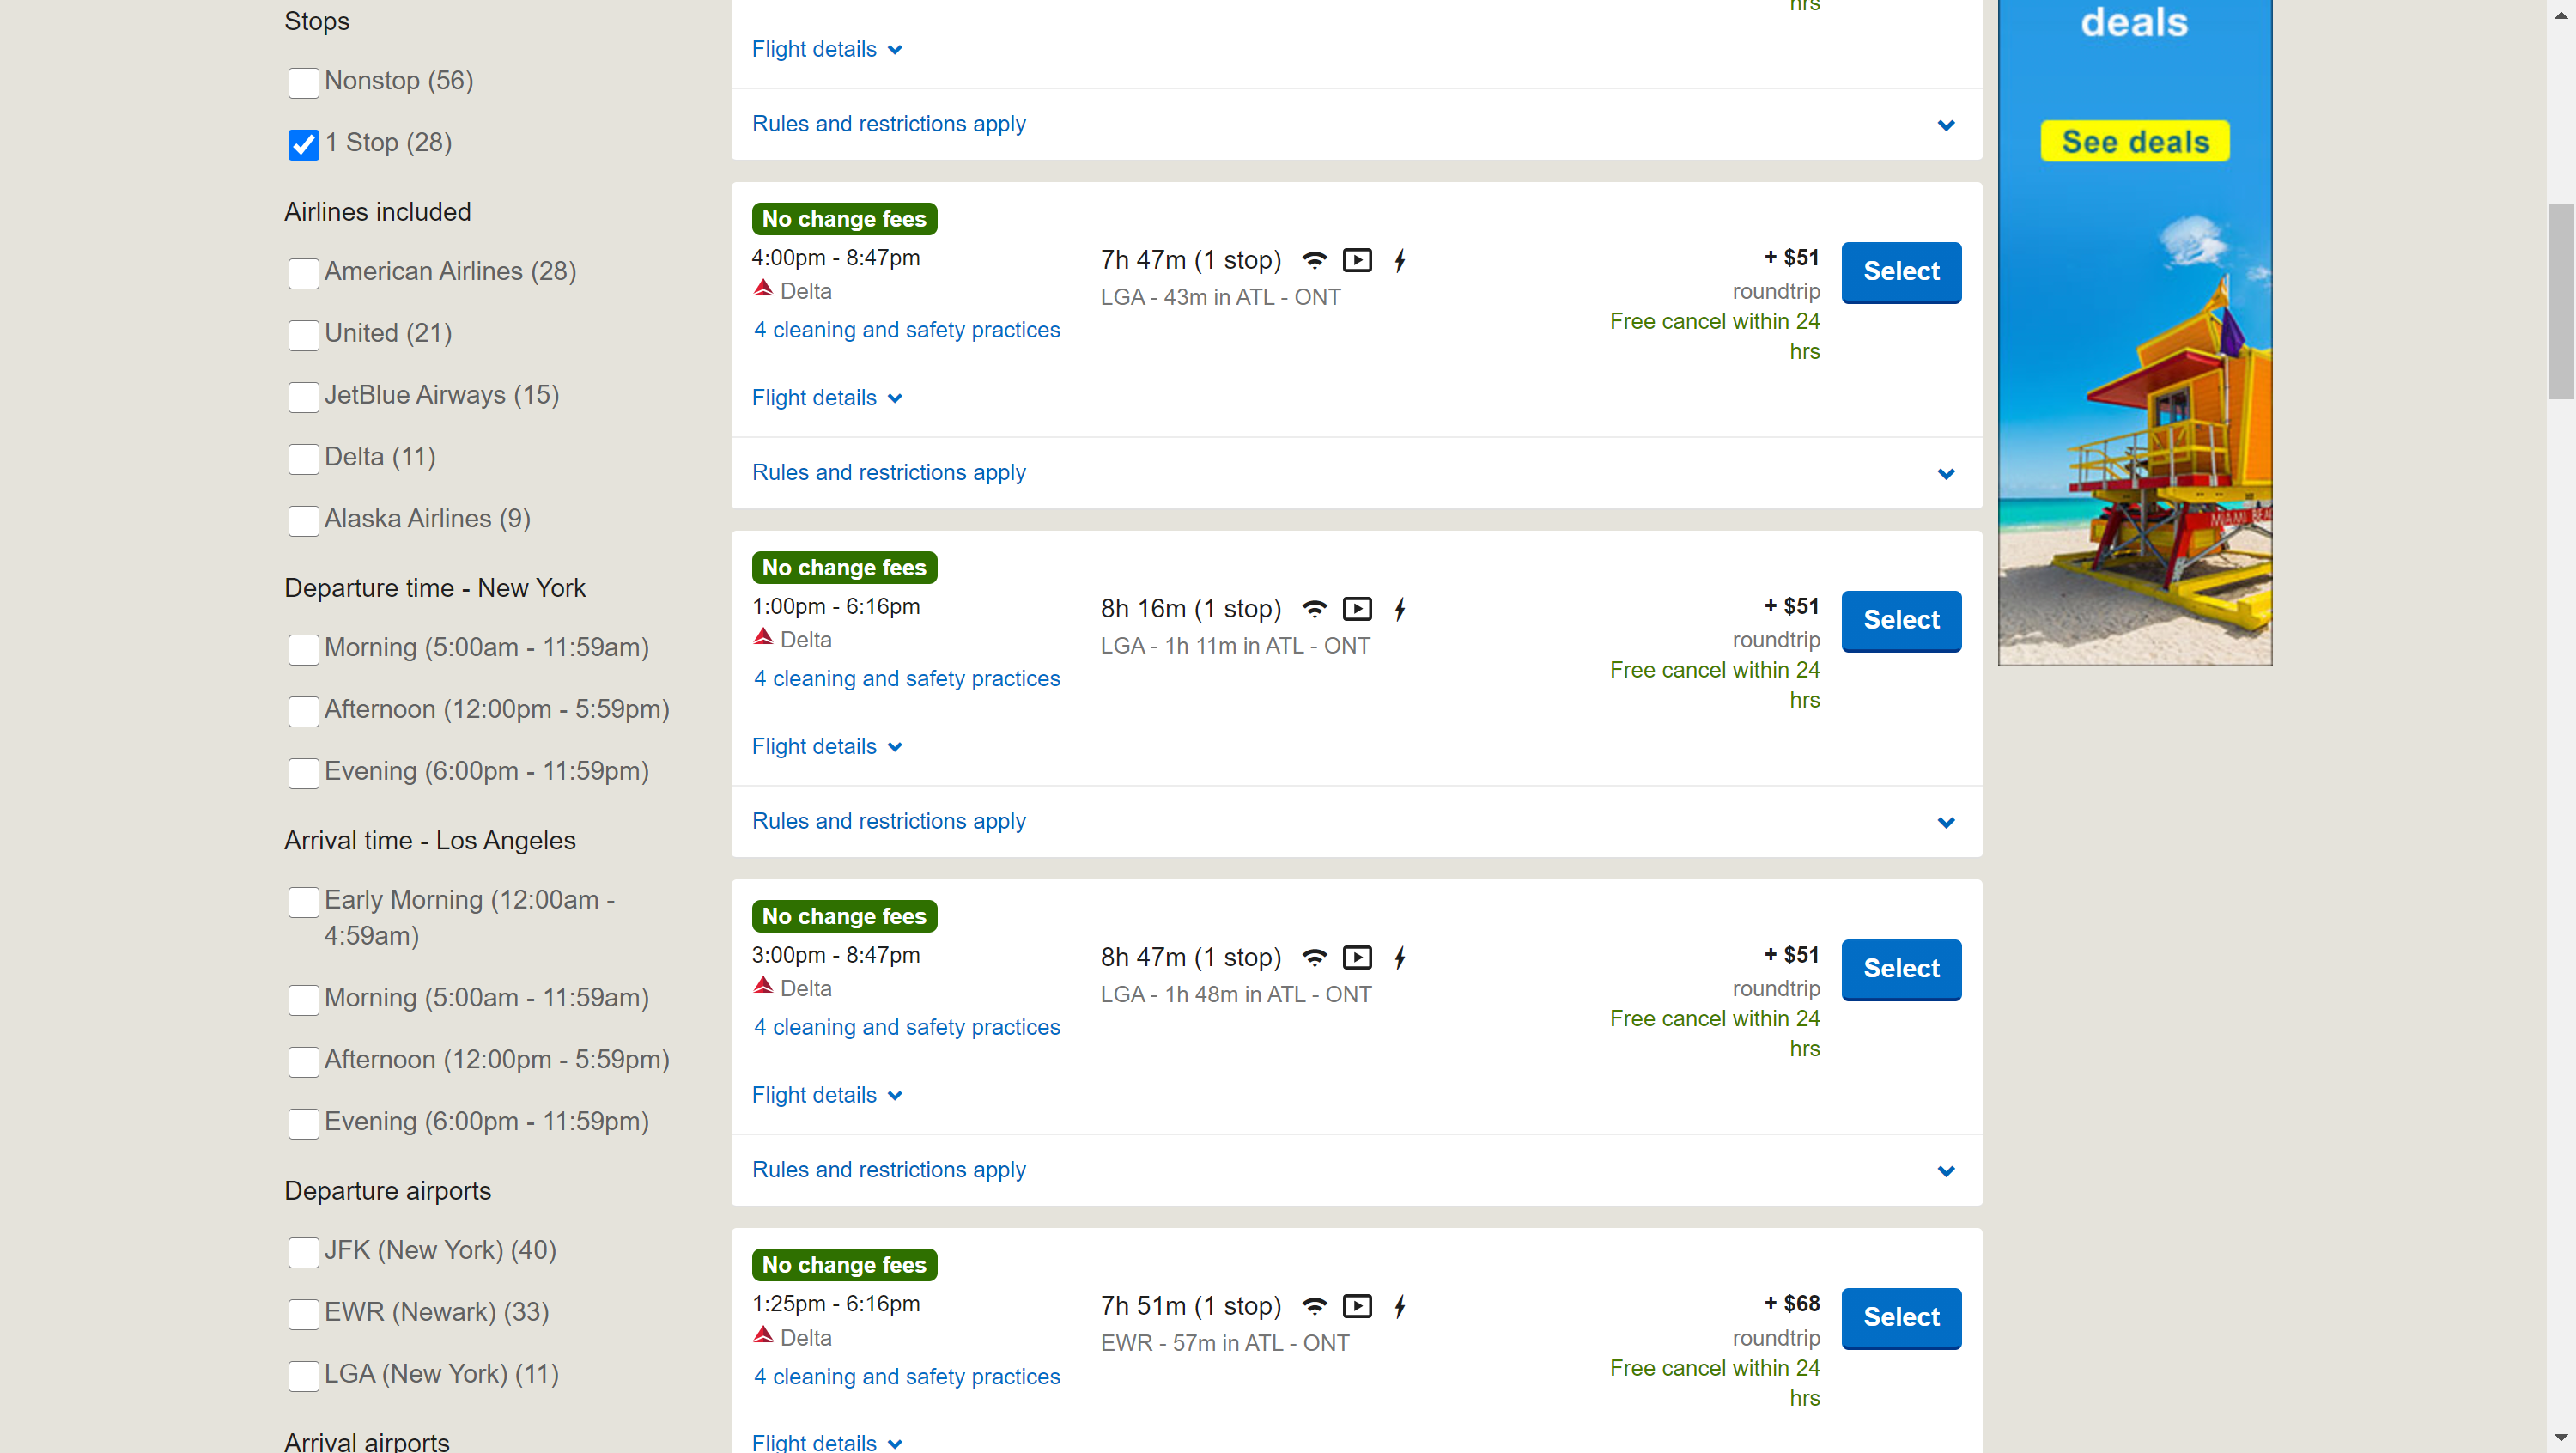 Stops
Nonstop (56)
1 Stop (28)
Airlines included
American Airlines (28)
United (21)
JetBlue Airways (15)
Delta (11)
Alaska Airlines (9)
Departure time - New York
Morning (5:00am - 11:59am)
Afternoon (12:00pm - 5:59pm)
Evening (6:00pm - 11:59pm)
Arrival time - Los Angeles
Early Morning (12:00am -
4:59am)
Morning (5:00am - 11:59am)
Afternoon (12:00pm - 5:59pm)
Evening (6:00pm - 11:59pm)
Departure airports
JFK (New York) (40)
EWR (Newark) (33)
LGA (New York) (11)
Arrival airports
hrs
Flight details
Rules and restrictions apply
No change fees
4:00pm - 8:47pm
Delta
4 cleaning and safety practices
7h 47m (1 stop)
LGA - 43m in ATL - ONT
+ $51
roundtrip
Free cancel within 24
hrs
Select
Flight details
Rules and restrictions apply
No change fees
1:00pm - 6:16pm
Delta
4 cleaning and safety practices
8h 16m (1 stop)
LGA - 1h 11m in ATL - ONT
+ $51
roundtrip
Free cancel within 24
hrs
Select
Flight details
Rules and restrictions apply
No change fees
3:00pm - 8:47pm
Delta
4 cleaning and safety practices
8h 47m (1 stop)
LGA - 1h 48m in ATL - ONT
+ $51
roundtrip
Free cancel within 24
hrs
Select
Flight details
Rules and restrictions apply
No change fees
1:25pm - 6:16pm
Delta
4 cleaning and safety practices
7h 51m (1 stop)
EWR - 57m in ATL - ONT
+ $68
roundtrip
Free cancel within 24
hrs
Select
Flight details
deals
See deals
MIAMI